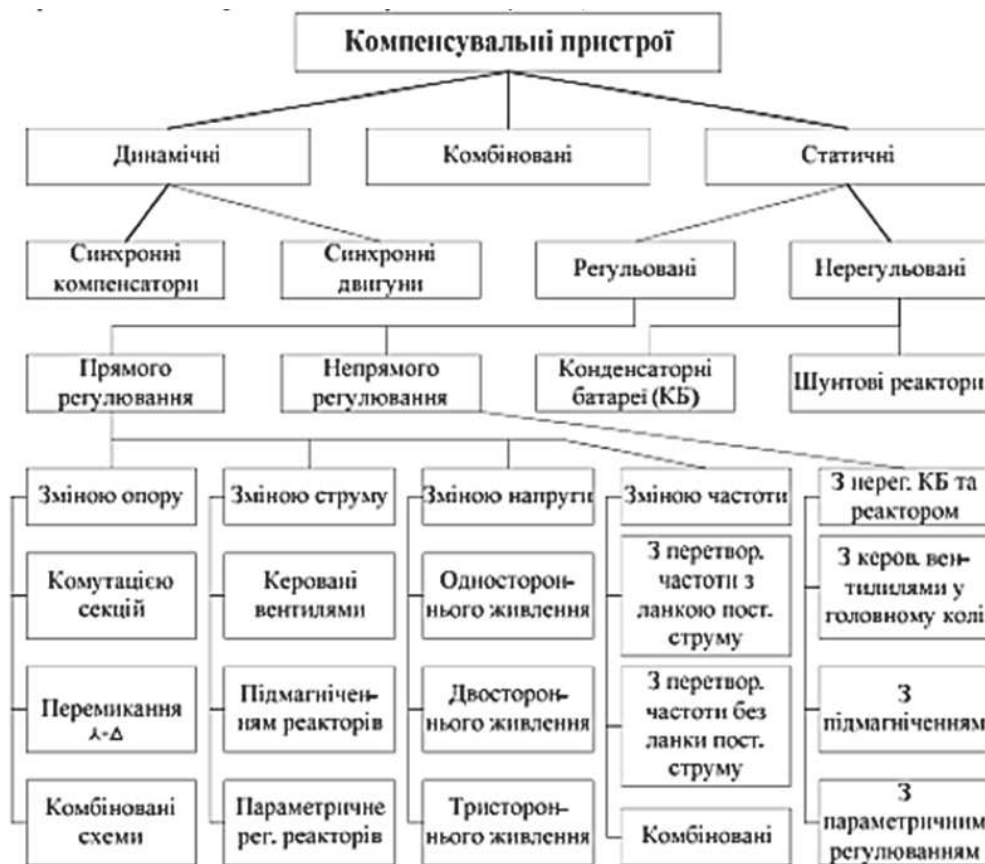 Компенсувальні пристрої
Динамічні
Комбіновані
Статичні
Синхронні
компенсатори
Синхронні
двигуни
Регульовані
Нерегульовані
Прямого
регулювання
Непрямого
регулювання
Конденсаторні
батареї (КБ)
Шунтові реактори
Зміною опору
Комутацією
секцій
Перемикання
⅄-Δ
Комбіновані
схеми
Зміною струму
Керовані
вентилями
Підмагнічен-
ням реакторів
Параметричне
рег. реакторів
Зміною напруги
Односторон-
нього живлення
Двосторон-
нього живлення
Тристорон-
нього живлення
Зміною частоти
З перетвор.
частоти з
ланкою пост.
струму
З перетвор.
частоти без
ланки пост.
струму
Комбіновані
З нерег. КБ та
реактором
З керов. вен-
тилилями у
головному колі
З
підмагніченням
З
параметричним
регулюванням